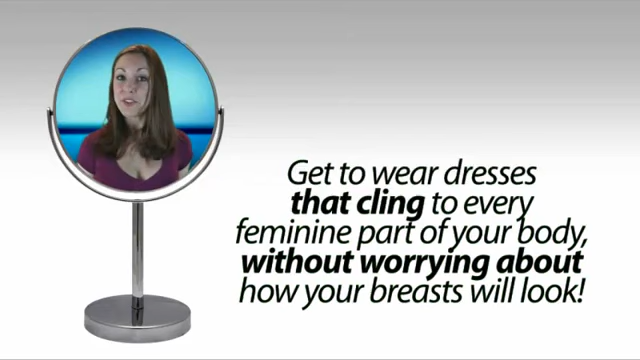 Get to wear dresses
that cling to every
feminine part of your body,
without worrying about
how your breasts will look!